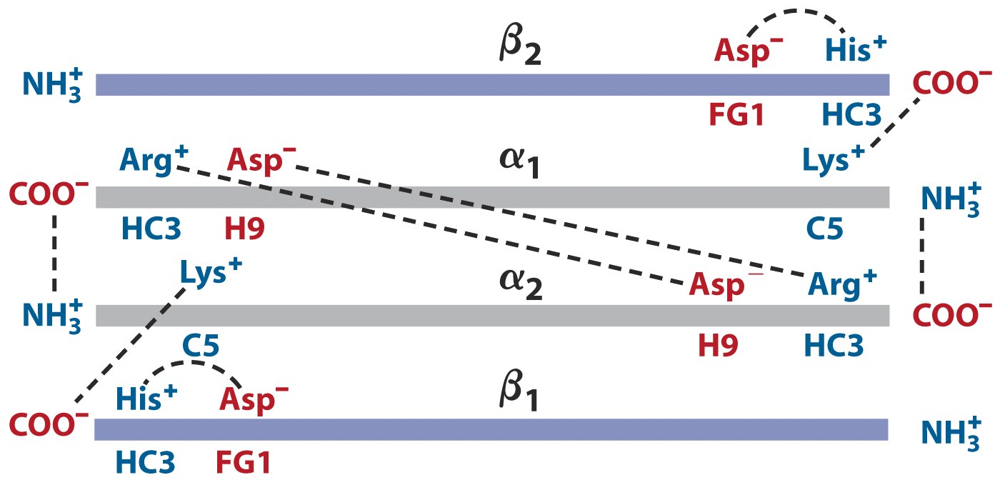 β₂ Asp⁻ His⁺
NH₃⁺ COO⁻
FG1 HC3
Arg⁺ Asp⁻ α₁ Lys⁺
COO⁻ NH₃⁺
HC3 H9 C5
Lys⁺ α₂ Asp⁻ Arg⁺
NH₃⁺ COO⁻
C5 H9 HC3
His⁺ Asp⁻ β₁
COO⁻ NH₃⁺
HC3 FG1